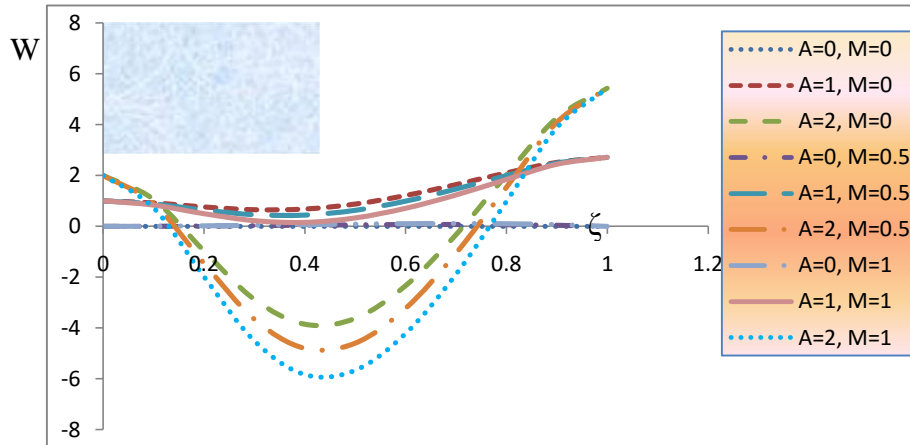 W
8
6
4
2
0
-2
-4
-6
-8
0
0.2
0.4
0.6
0.8
1
1.2
ζ
A=0, M=0
A=1, M=0
A=2, M=0
A=0, M=0.5
A=1, M=0.5
A=2, M=0.5
A=0, M=1
A=1, M=1
A=2, M=1